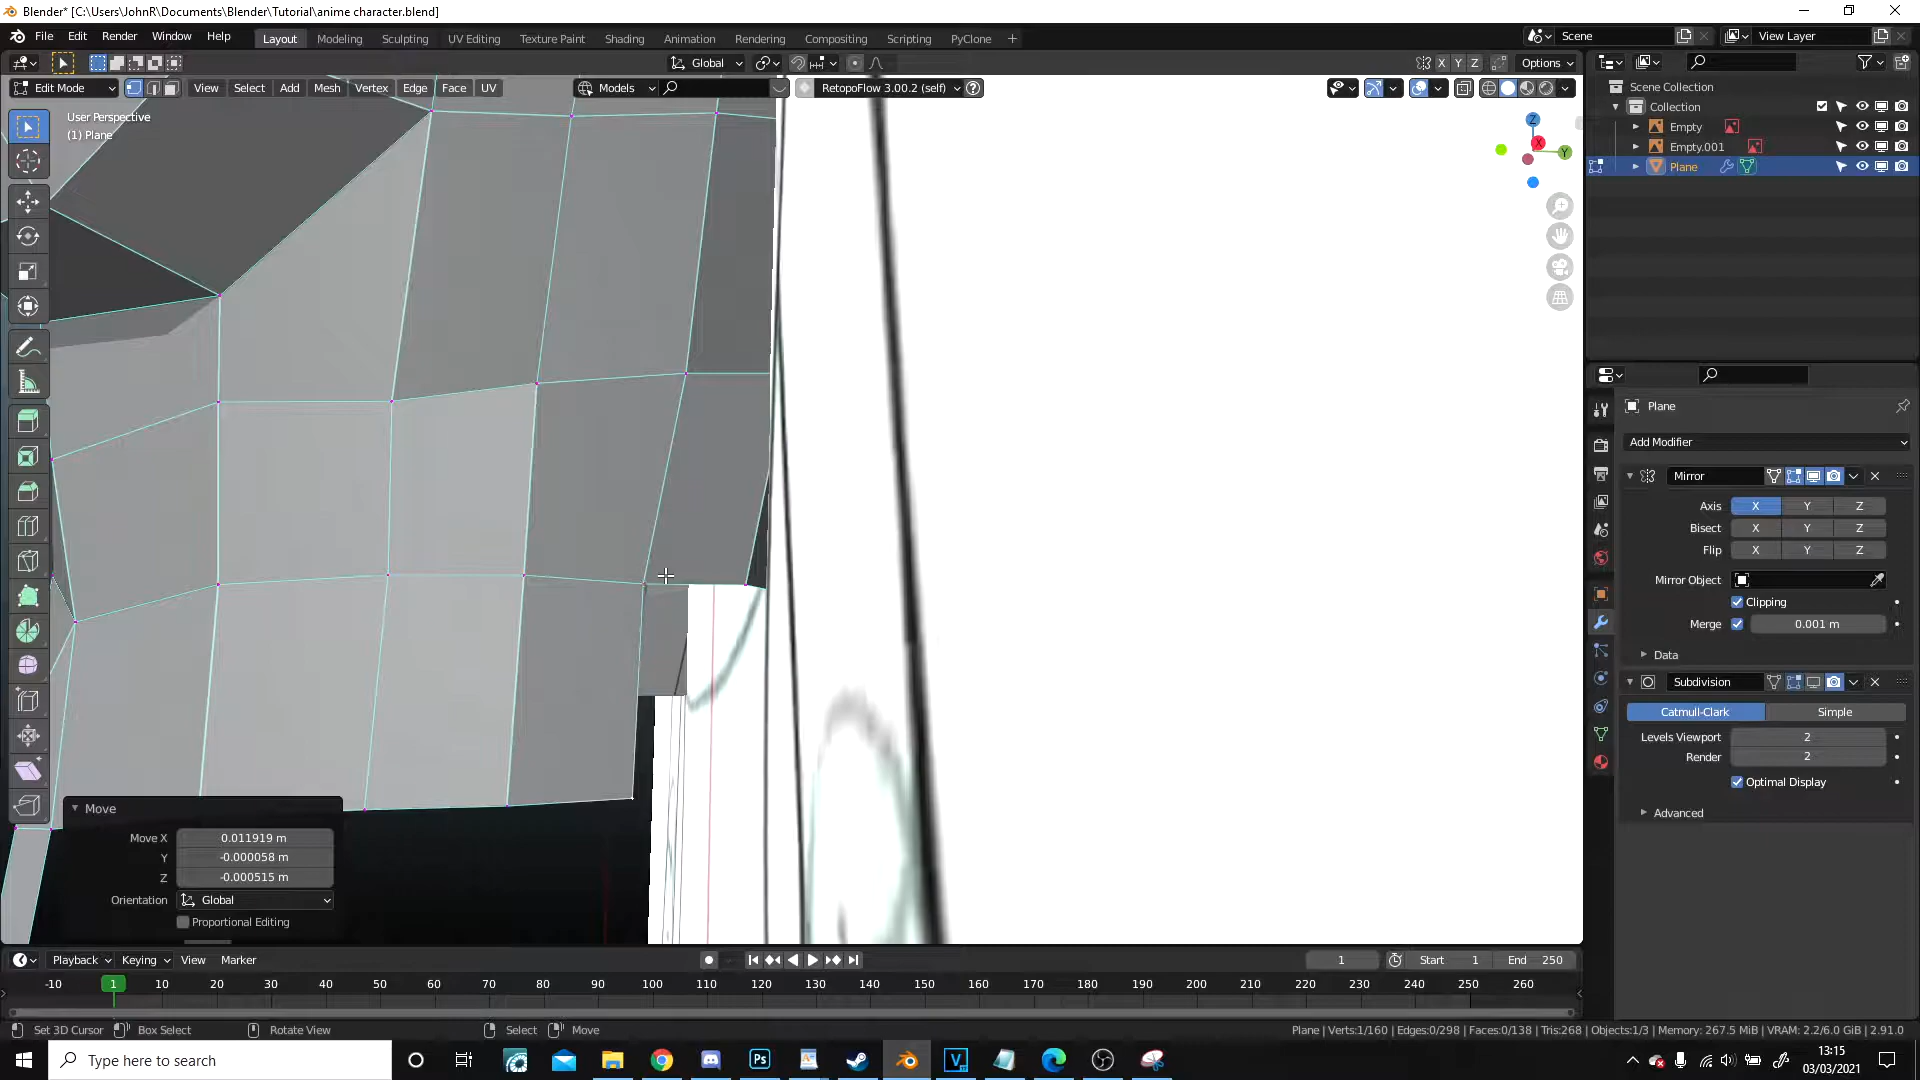 Blender* [C:\Users\JohnR\Documents\Blender\Tutorial\anime character.blend]
File Edit Render Window Help Layout Modeling Sculpting UV Editing Texture Paint Shading Animation Rendering Compositing Scripting PyClone + Scene View Layer
Global X Y Z Options
Edit Mode View Select Add Mesh Vertex Edge Face UV Models RetopoFlow 3.00.2 (self)
User Perspective
(1) Plane
Z
X
Y
Scene Collection
Collection
Empty
Empty.001
Plane
Plane
Add Modifier
Mirror
Axis X Y Z
Bisect X Y Z
Flip X Y Z
Mirror Object
Clipping
Merge 0.001 m
Data
Subdivision
Catmull-Clark Simple
Levels Viewport 2
Render 2
Optimal Display
Advanced
Move
Move X 0.011919 m
Y -0.000058 m
Z -0.000515 m
Orientation Global
Proportional Editing
Playback Keying View Marker 1 Start 1 End 250
-10 1 10 20 30 40 50 60 70 80 90 100 110 120 130 140 150 160 170 180 190 200 210 220 230 240 250 260
Set 3D Cursor Box Select Rotate View Select Move Plane | Verts:1/160 | Edges:0/298 | Faces:0/138 | Tris:268 | Objects:1/3 | Memory: 267.5 MiB | VRAM: 2.2/6.0 GiB | 2.91.0
Type here to search
Ps
V
13:15
03/03/2021